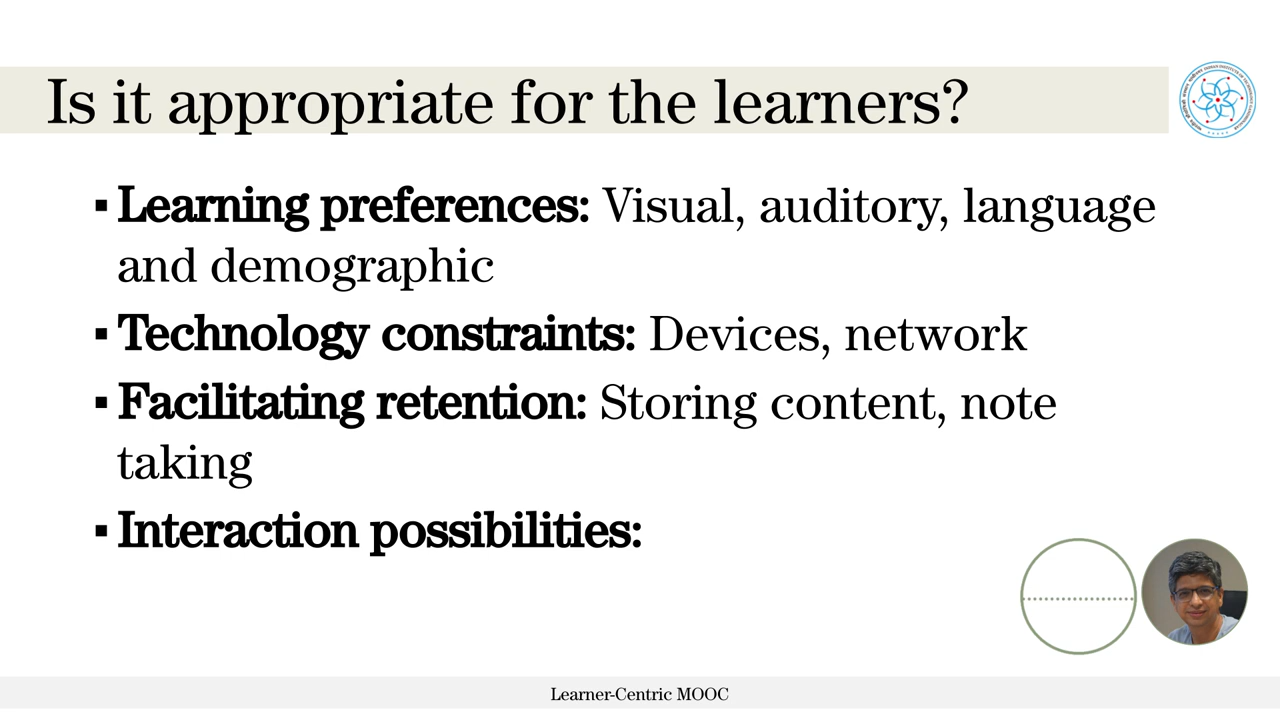 Is it appropriate for the learners?
▪ Learning preferences: Visual, auditory, language
and demographic
▪ Technology constraints: Devices, network
▪ Facilitating retention: Storing content, note
taking
▪ Interaction possibilities:
Learner-Centric MOOC